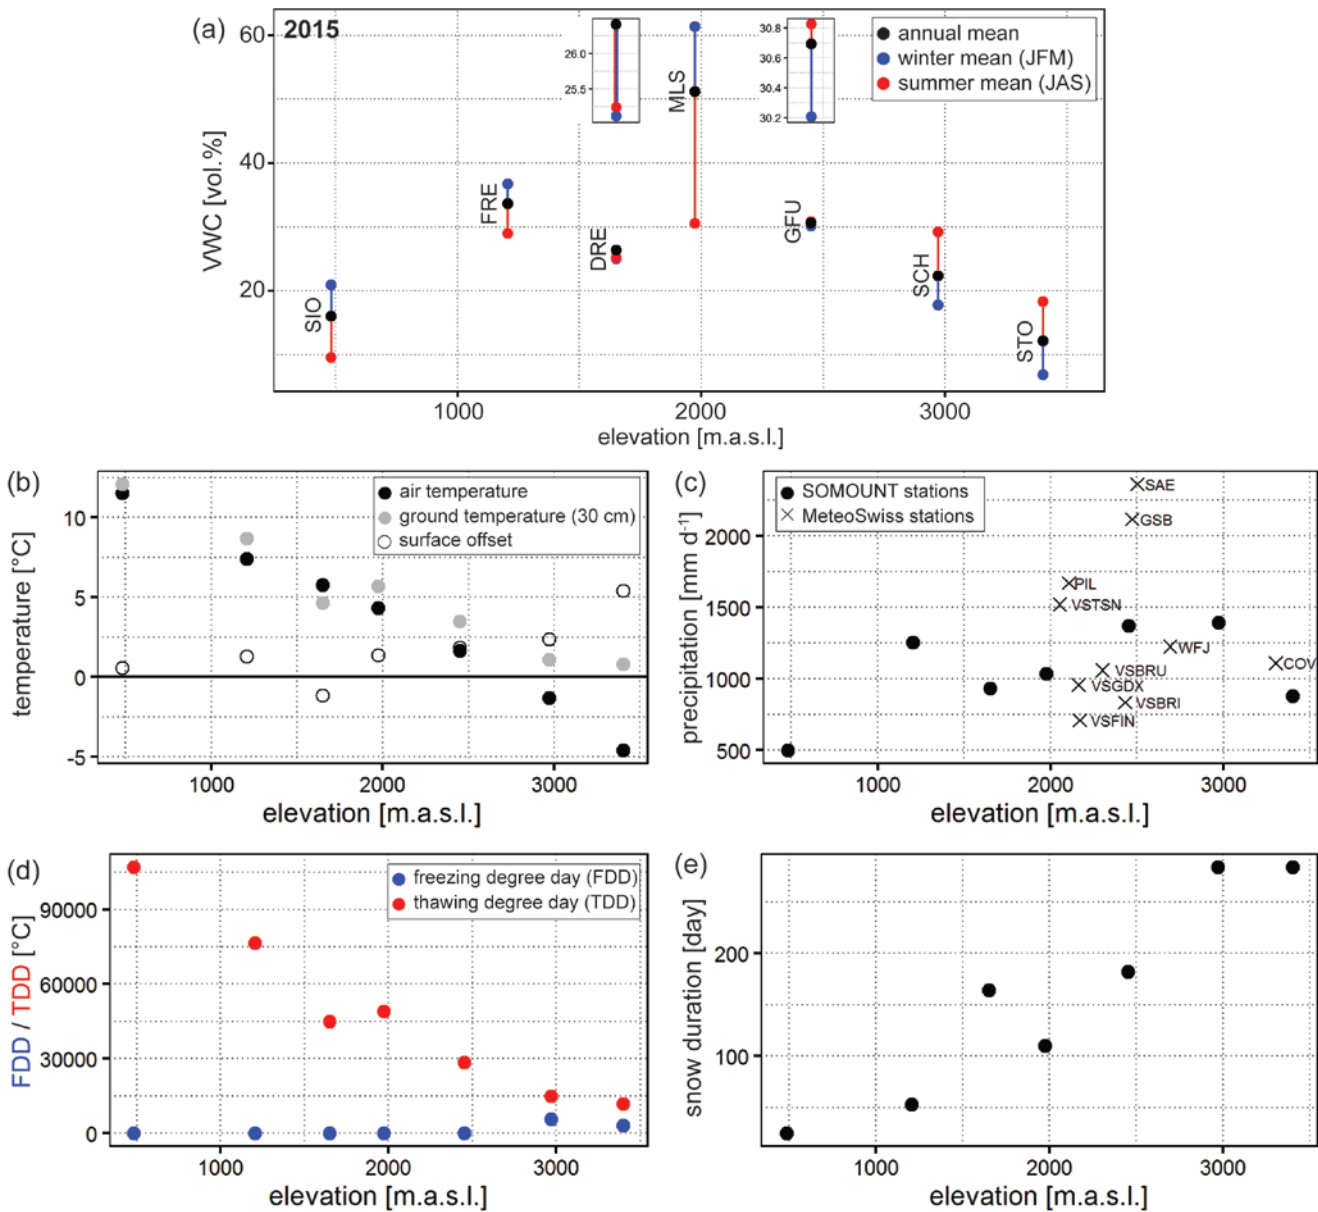 (a)
2015
annual mean
winter mean (JFM)
summer mean (JAS)
60
40
20
VWC [vol.%]
26.0
25.5
30.8
30.6
30.4
30.2
SIO
FRE
DRE
MLS
GFU
SCH
STO
1000
2000
3000
elevation [m.a.s.l.]
(b)
air temperature
ground temperature (30 cm)
surface offset
10
5
0
-5
temperature [°C]
1000
2000
3000
elevation [m.a.s.l.]
(c)
SOMOUNT stations
MeteoSwiss stations
SAE
GSB
PIL
VSTSN
WFJ
VSBRU
COV
VSGDX
VSBRI
VSFIN
2000
1500
1000
500
precipitation [mm d⁻¹]
1000
2000
3000
elevation [m.a.s.l.]
(d)
freezing degree day (FDD)
thawing degree day (TDD)
90000
60000
30000
0
FDD / TDD [°C]
1000
2000
3000
elevation [m.a.s.l.]
(e)
200
100
snow duration [day]
1000
2000
3000
elevation [m.a.s.l.]